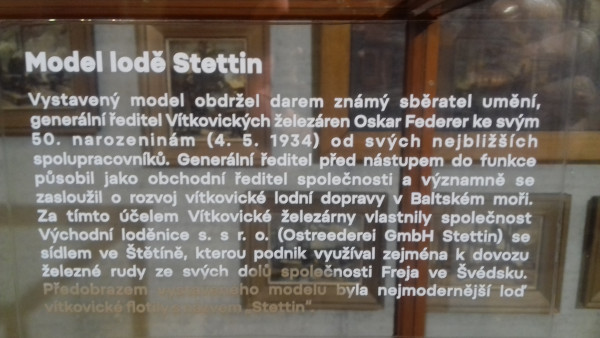 Model lodě Stettin
Vystavený model obdržel darem známý sběratel umění,
generální ředitel Vítkovických železáren Oskar Federer ke svým
50. narozeninám (4. 5. 1934) od svých nejbližších
spolupracovníků. Generální ředitel před nástupem do funkce
působil jako obchodní ředitel společnosti a významně se
zasloužil o rozvoj vítkovické lodní dopravy v Baltském moři.
Za tímto účelem Vítkovické železárny vlastnily společnost
Východní loděnice s. s r. o. (Ostreederei GmbH Stettin) se
sídlem ve Štětíně, kterou podnik využíval zejména k dovozu
železné rudy ze svých dolů společnosti Freja ve Švédsku.
Předobrazem vystaveného modelu byla nejmodernější loď
vítkovické flotily s názvem „Stettin".